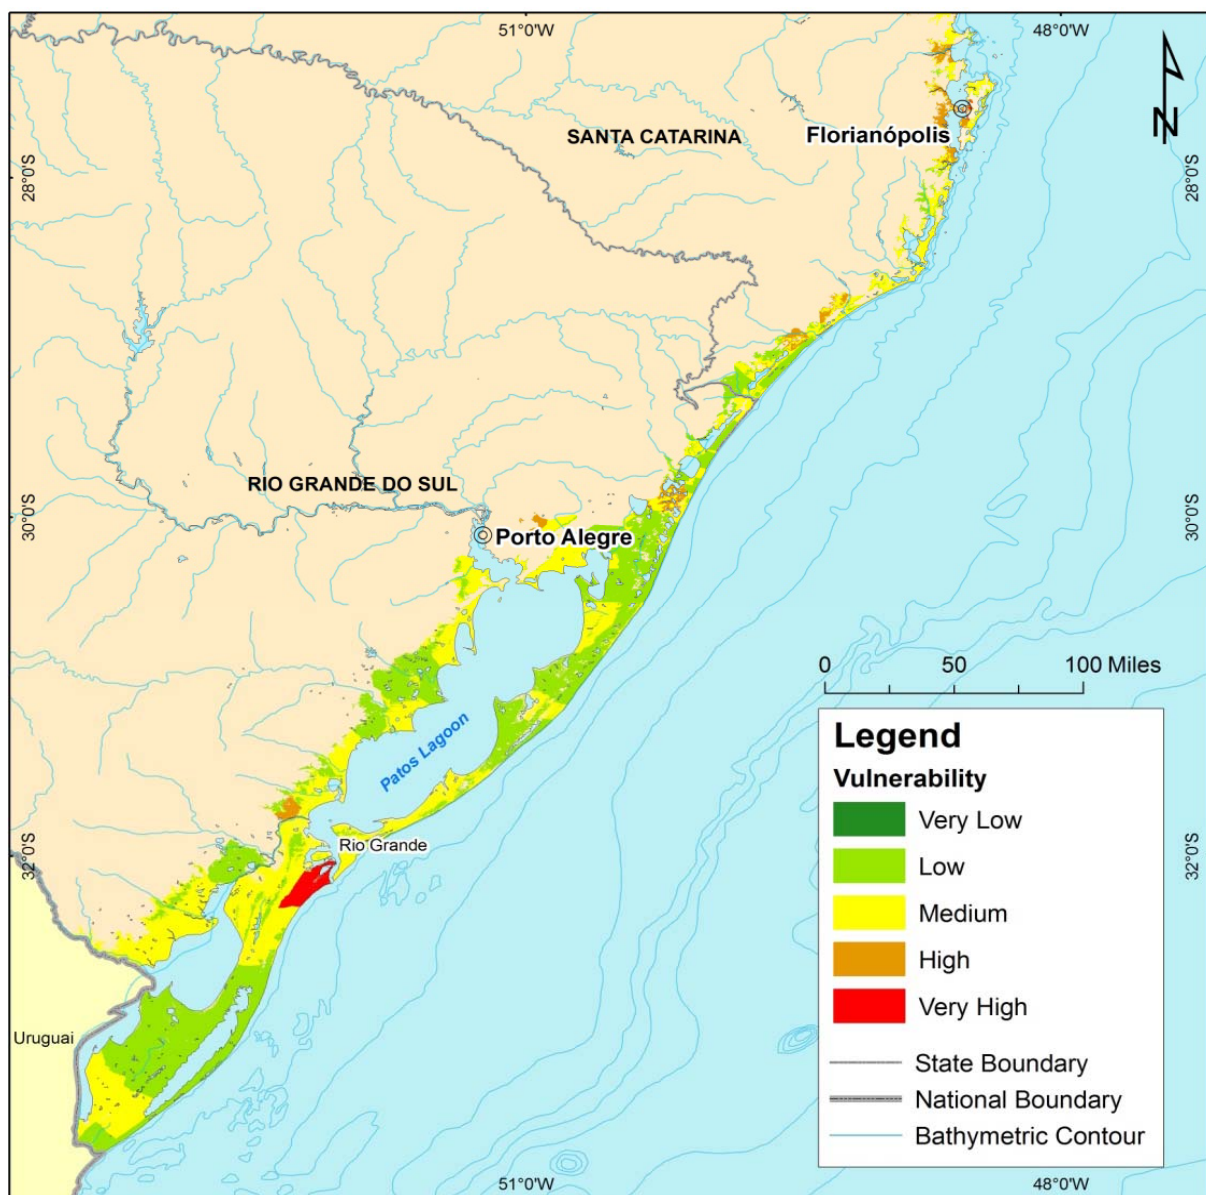 51°0'W
48°0'W
SANTA CATARINA
Florianópolis
N
28°0'S
28°0'S
RIO GRANDE DO SUL
Porto Alegre
30°0'S
30°0'S
0 50 100 Miles
Patos Lagoon
Rio Grande
32°0'S
32°0'S
Uruguai
Legend
Vulnerability
Very Low
Low
Medium
High
Very High
State Boundary
National Boundary
Bathymetric Contour
51°0'W
48°0'W